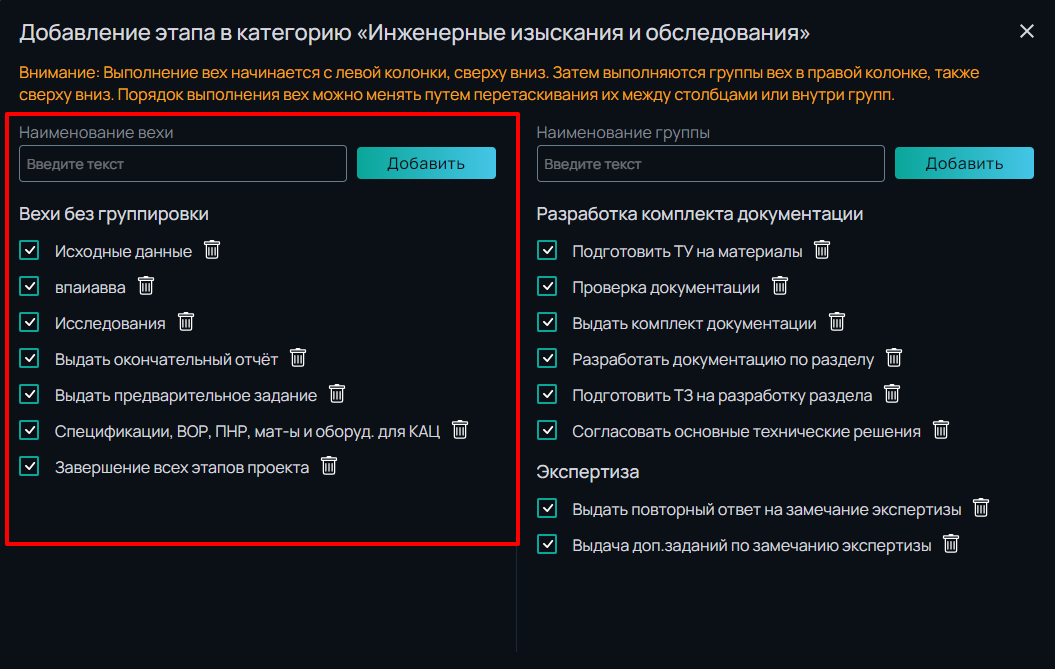 Добавление этапа в категорию «Инженерные изыскания и обследования»
Внимание: Выполнение вех начинается с левой колонки, сверху вниз. Затем выполняются группы вех в правой колонке, также
сверху вниз. Порядок выполнения вех можно менять путем перетаскивания их между столбцами или внутри групп.
Наименование вехи
Введите текст
Добавить
Вехи без группировки
Исходные данные
впаиавва
Исследования
Выдать окончательный отчёт
Выдать предварительное задание
Спецификации, ВОР, ПНР, мат-ы и оборуд. для КАЦ
Завершение всех этапов проекта
Наименование группы
Введите текст
Добавить
Разработка комплекта документации
Подготовить ТУ на материалы
Проверка документации
Выдать комплект документации
Разработать документацию по разделу
Подготовить ТЗ на разработку раздела
Согласовать основные технические решения
Экспертиза
Выдать повторный ответ на замечание экспертизы
Выдача доп.заданий по замечанию экспертизы